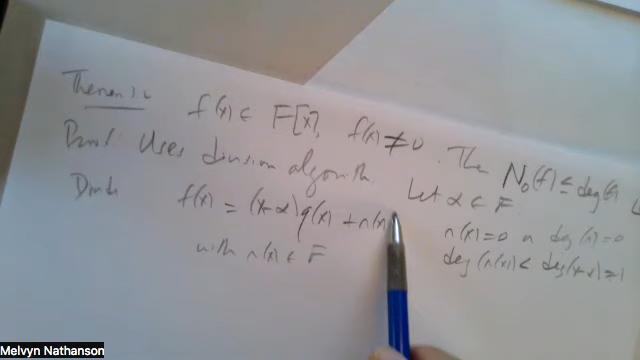 Theorem: f(x) ∈ F[x], f(x) ≠ 0. Then N₀(f) ≤ deg(f)
Proof: Uses division algorithm. Let α ∈ F.
Divide f(x) = (x-α)q(x) + r(x)
r(x)=0 or deg(r)=0
with r(x) ∈ F
deg(r(x)) < deg(x-α)=1
Melvyn Nathanson